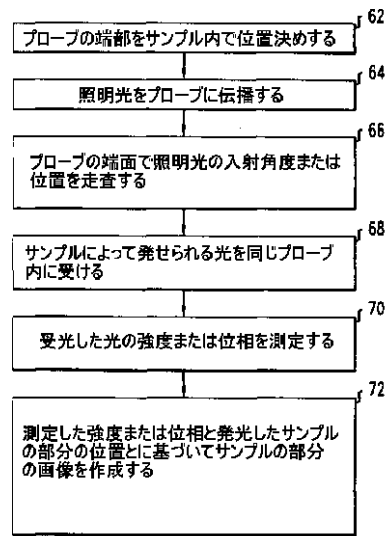 62
プローブの端部をサンプル内で位置決めする
64
照明光をプローブに伝播する
66
プローブの端面で照明光の入射角度または
位置を走査する
68
サンプルによって発せられる光を同じプローブ
内に受ける
70
受光した光の強度または位相を測定する
72
測定した強度または位相と発光したサンプル
の部分の位置とに基づいてサンプルの部分
の画像を作成する